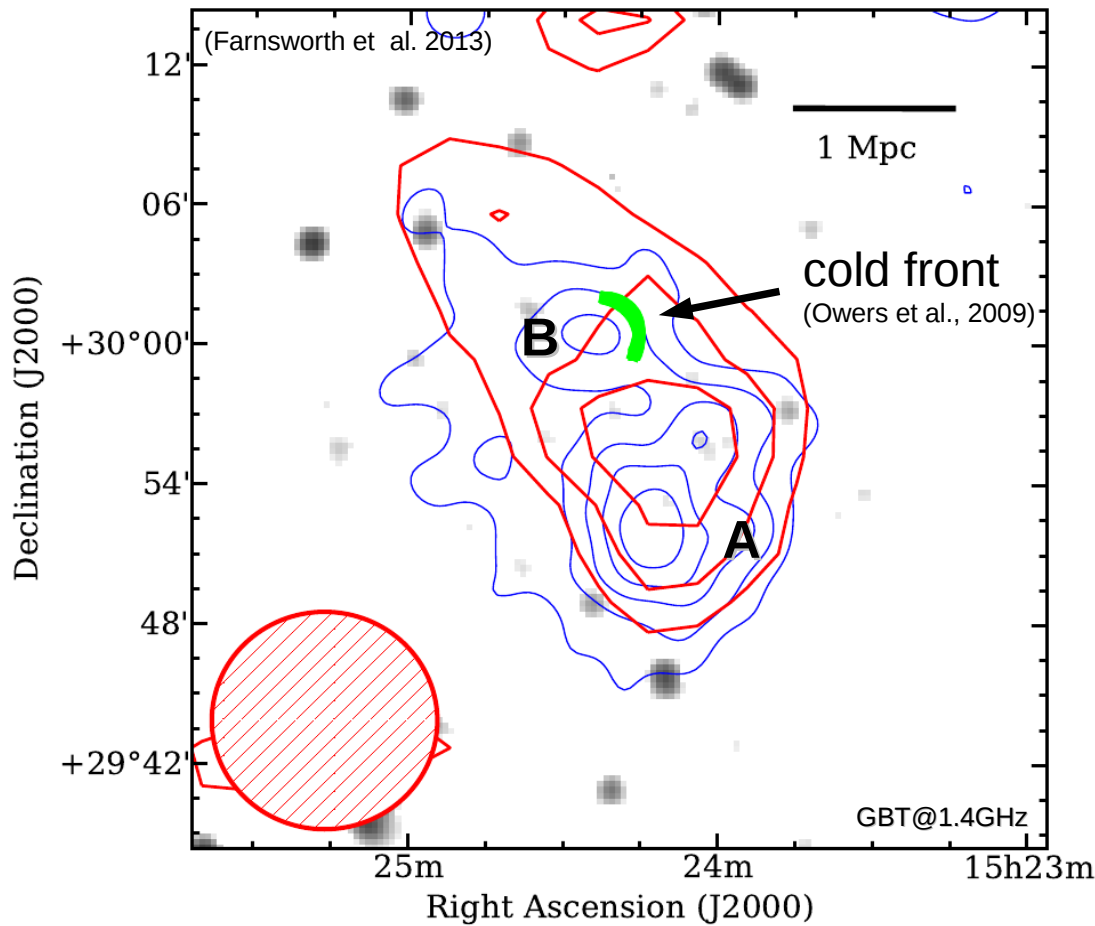 (Farnsworth et al. 2013)
12'
1 Mpc
06'
cold front
(Owers et al., 2009)
+30°00'
B
54'
A
48'
+29°42'
GBT@1.4GHz
25m
24m
15h23m
Right Ascension (J2000)
Declination (J2000)